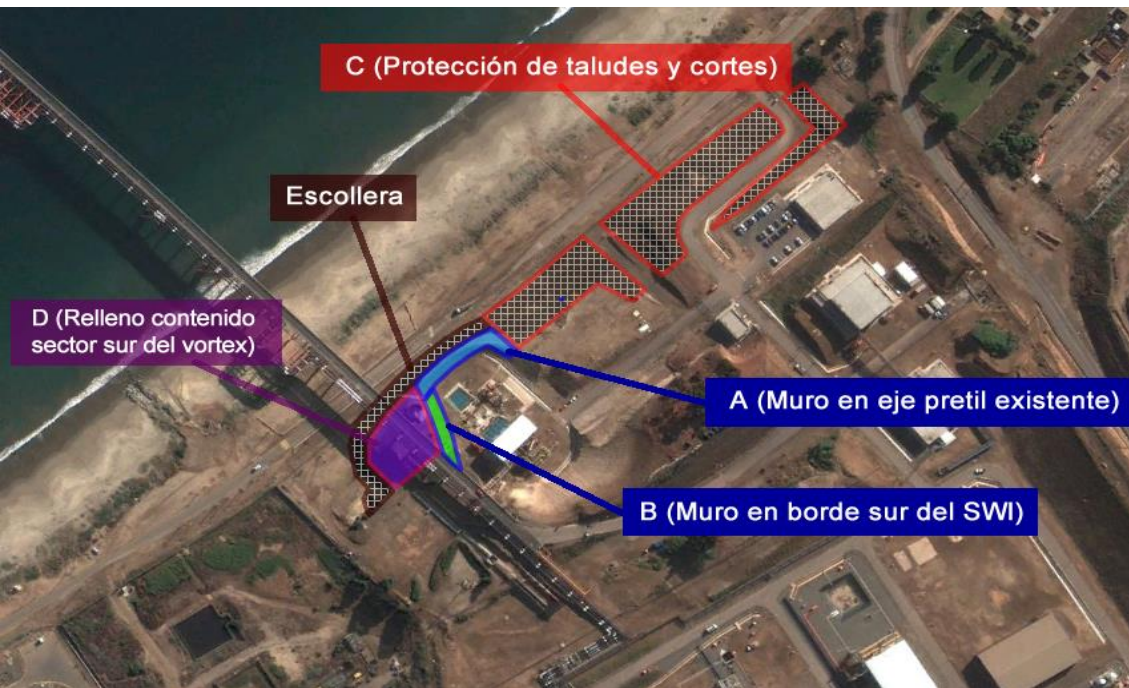 C (Protección de taludes y cortes)
Escollera
D (Relleno contenido
sector sur del vortex)
A (Muro en eje pretil existente)
B (Muro en borde sur del SWI)